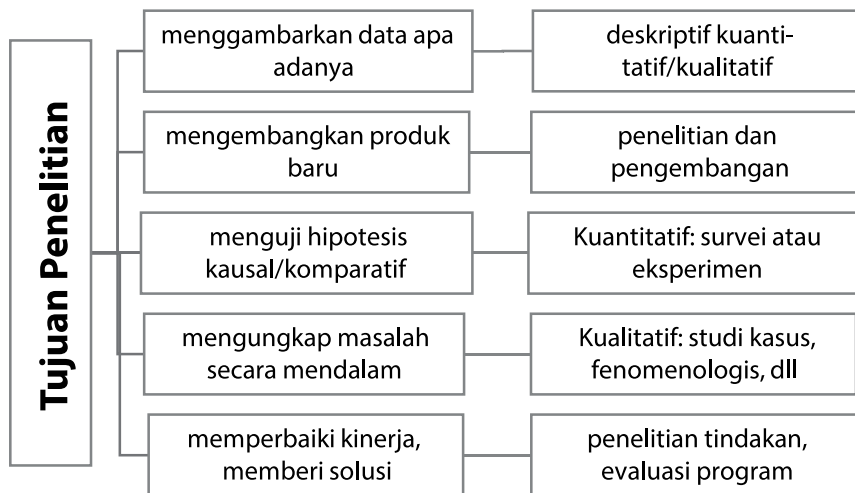 Tujuan Penelitian
menggambarkan data apa
adanya
deskriptif kuanti-
tatif/kualitatif
mengembangkan produk
baru
penelitian dan
pengembangan
menguji hipotesis
kausal/komparatif
Kuantitatif: survei atau
eksperimen
mengungkap masalah
secara mendalam
Kualitatif: studi kasus,
fenomenologis, dll
memperbaiki kinerja,
memberi solusi
penelitian tindakan,
evaluasi program